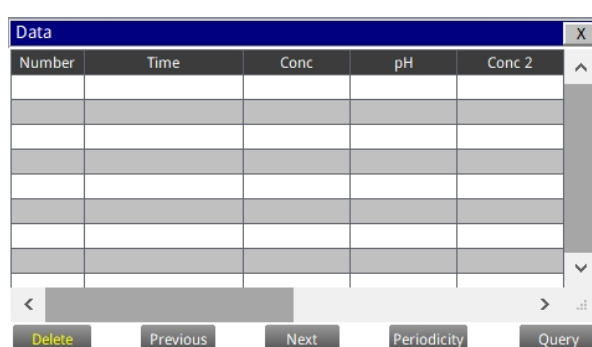 Data X
Number Time Conc pH Conc 2
Delete Previous Next Periodicity Query